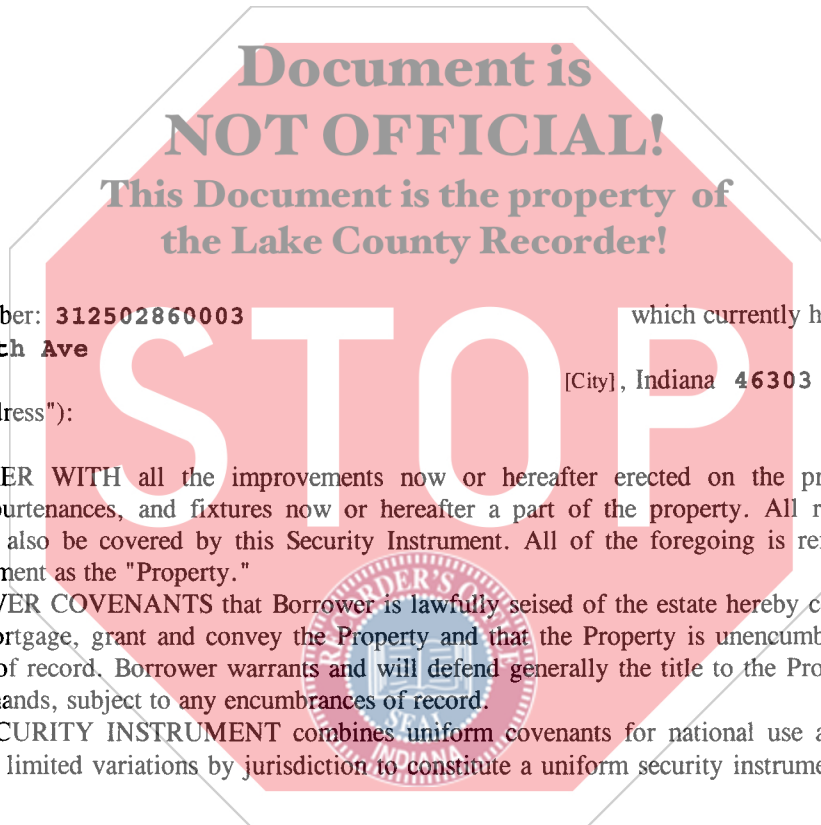 Document is
NOT OFFICIAL!
This Document is the property of
the Lake County Recorder!
STOP
ber: 312502860003 which currently h
th Ave
[City], Indiana 46303
dress"):
ER WITH all the improvements now or hereafter erected on the pr
urtenances, and fixtures now or hereafter a part of the property. All r
also be covered by this Security Instrument. All of the foregoing is re
ment as the "Property."
VER COVENANTS that Borrower is lawfully seised of the estate hereby c
ortgage, grant and convey the Property and that the Property is unencumb
of record. Borrower warrants and will defend generally the title to the Pro
ands, subject to any encumbrances of record.
CURITY INSTRUMENT combines uniform covenants for national use a
limited variations by jurisdiction to constitute a uniform security instrume
RECORDER'S OFFICE
SEAL
INDIANA